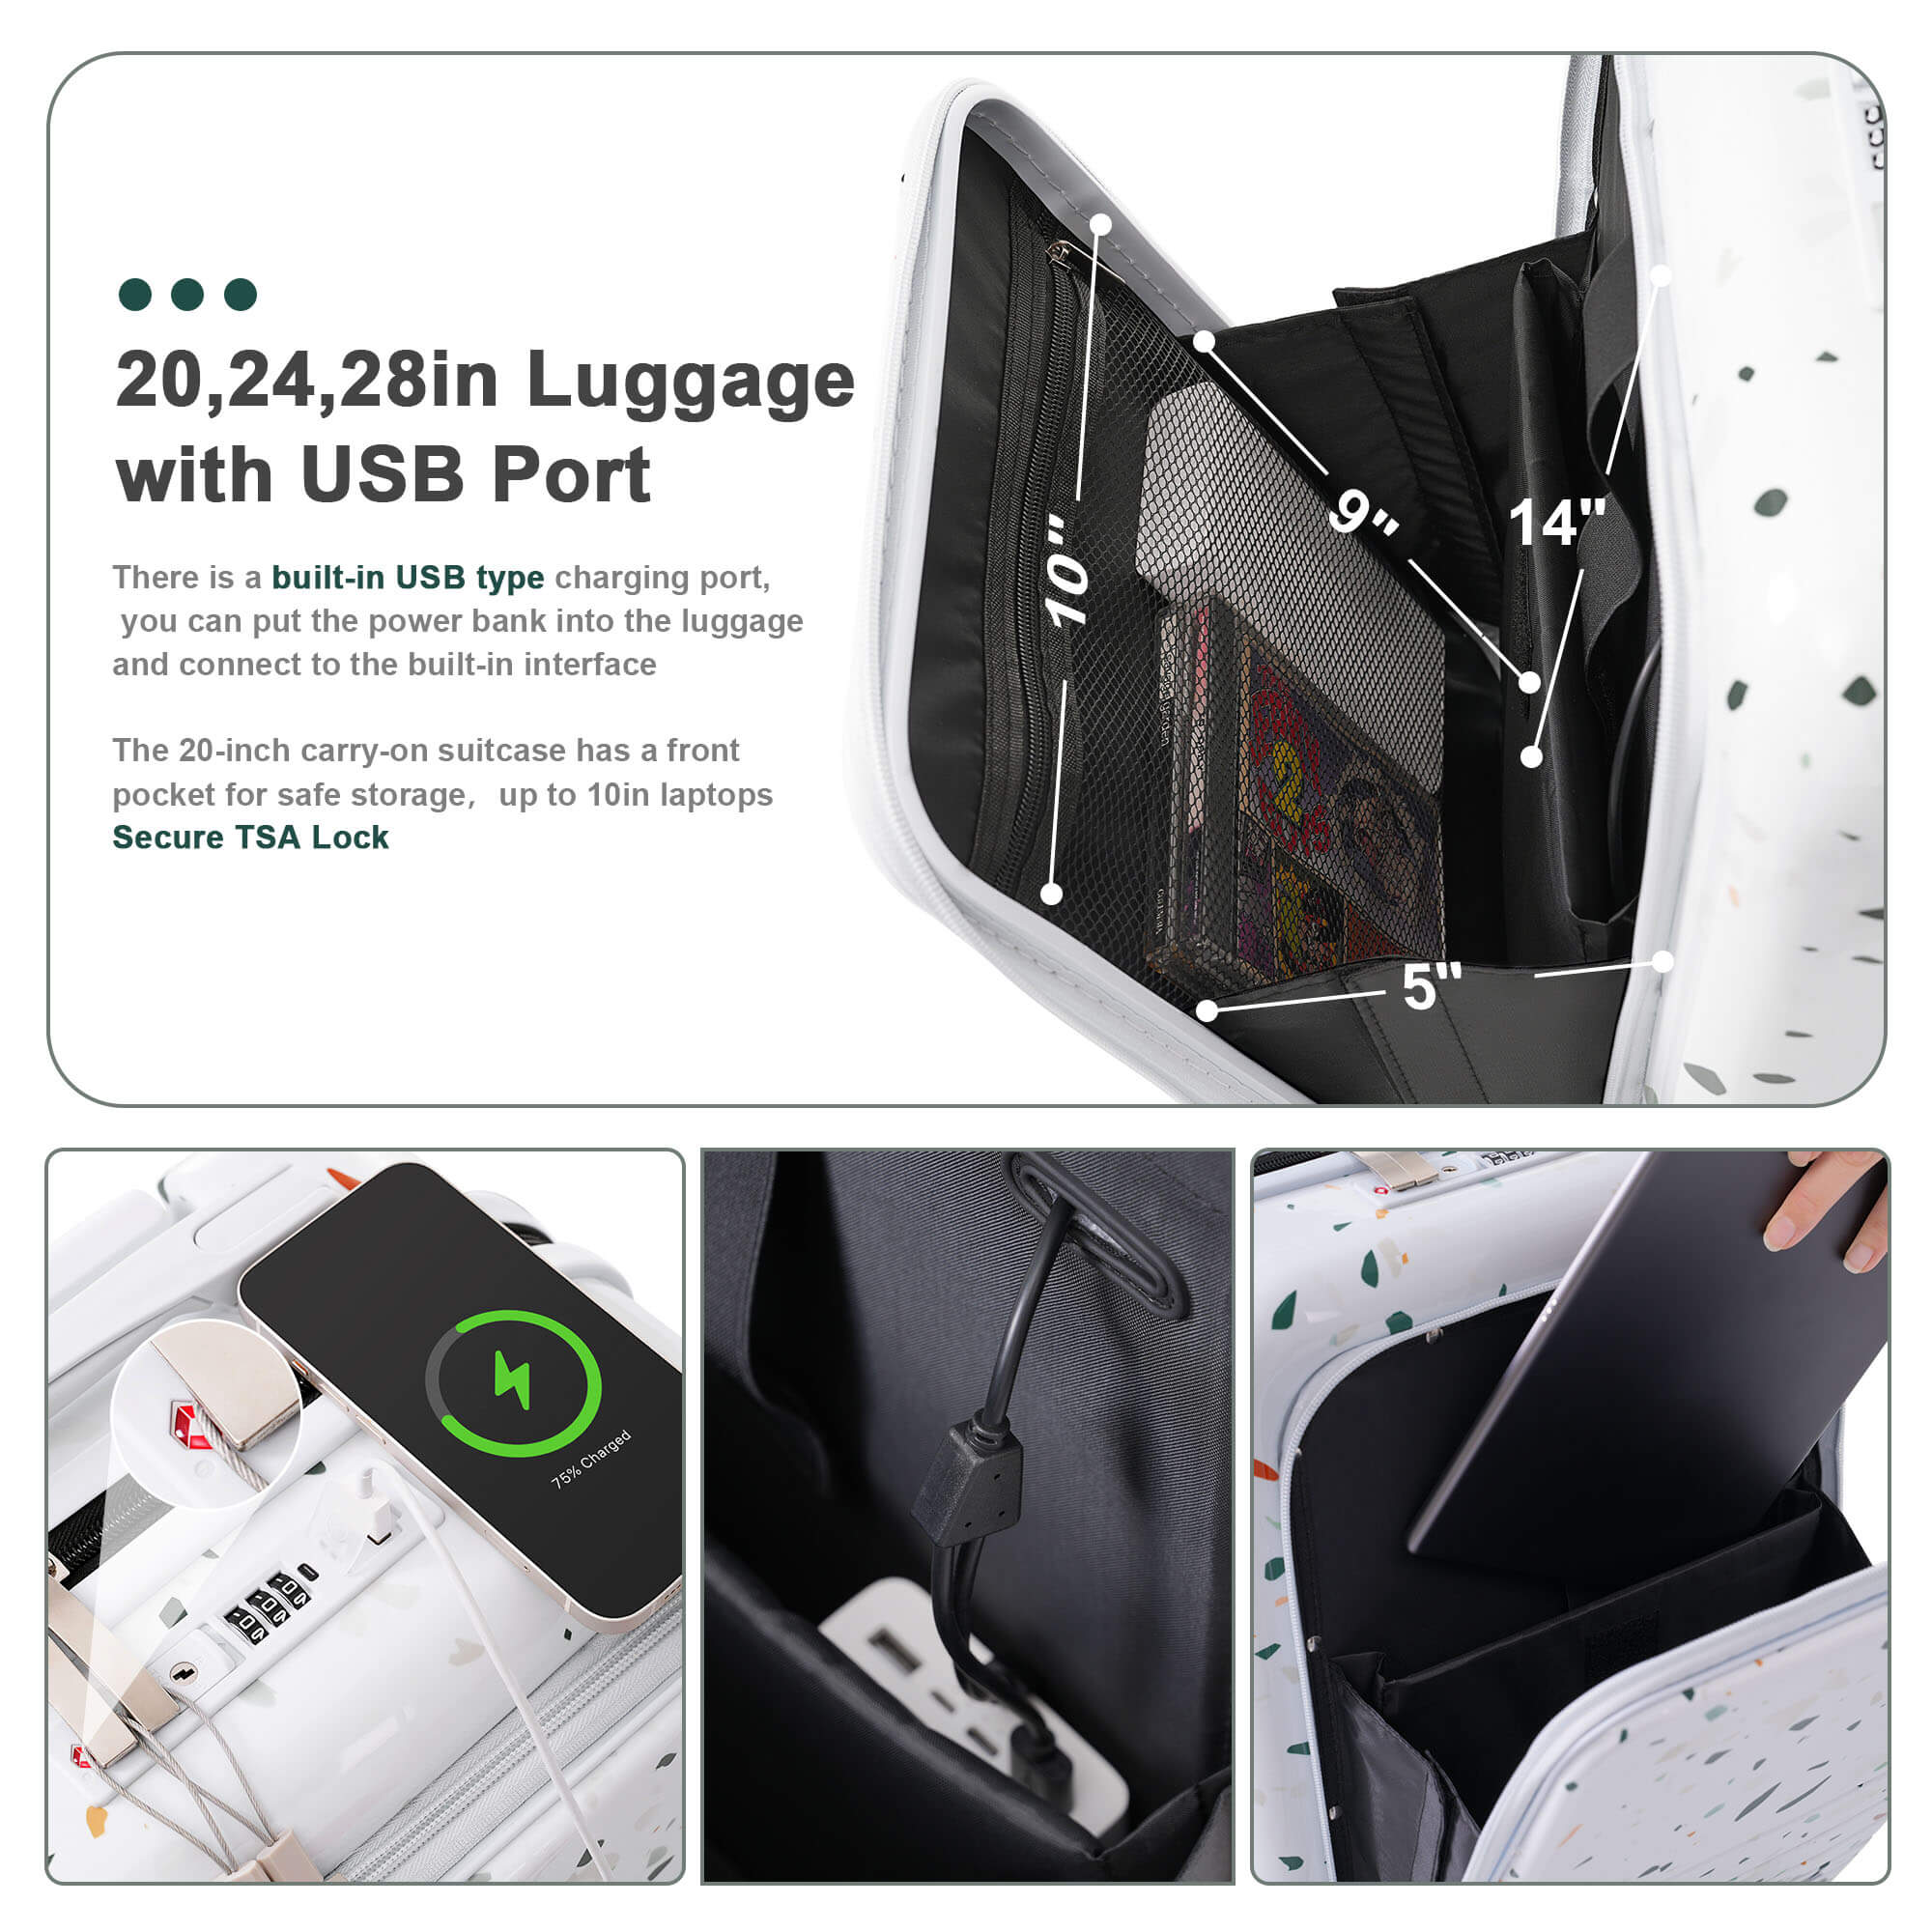 20,24,28in Luggage
with USB Port
There is a built-in USB type charging port,
you can put the power bank into the luggage
and connect to the built-in interface
The 20-inch carry-on suitcase has a front
pocket for safe storage, up to 10in laptops
Secure TSA Lock
10"
9"
14"
5"
75% Charged